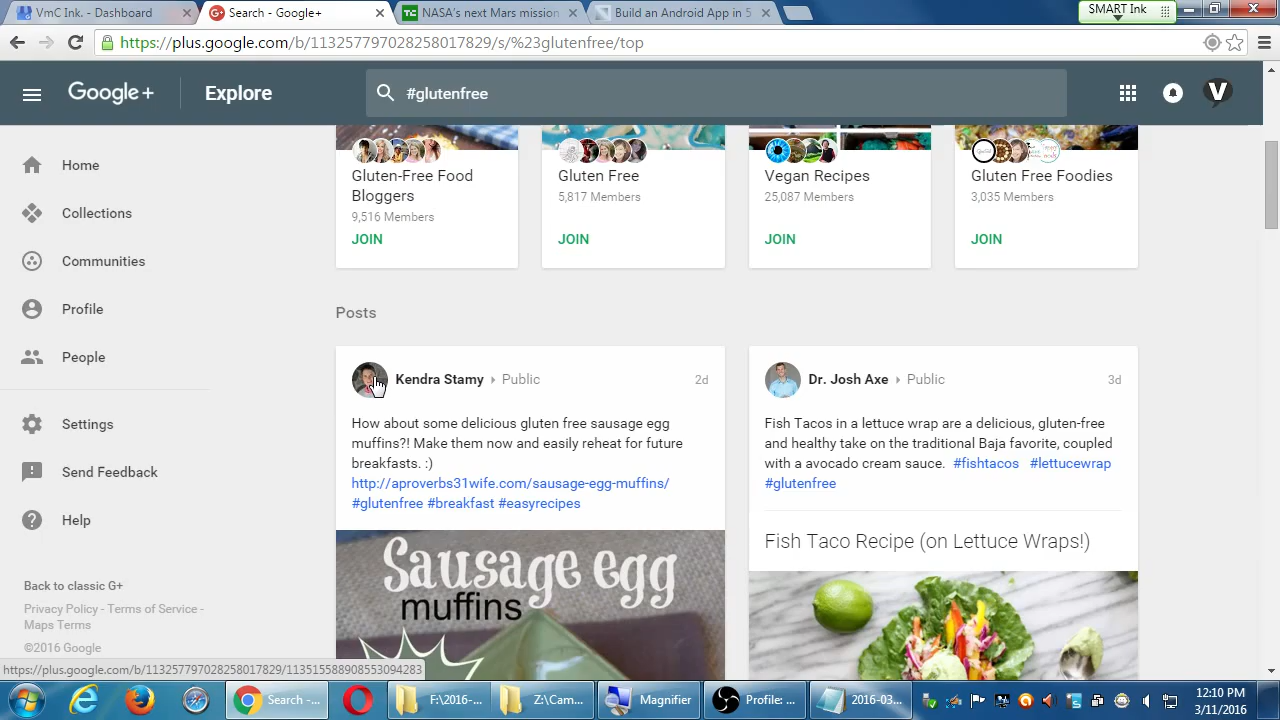 VmC Ink. - Dashboard
Search - Google+
NASA's next Mars mission
Build an Android App in 5
SMART Ink
https://plus.google.com/b/113257797028258017829/s/%23glutenfree/top
Google+
Explore
#glutenfree
V
Home
Collections
Communities
Profile
People
Settings
Send Feedback
Help
Back to classic G+
Privacy Policy - Terms of Service -
Maps Terms
©2016 Google
Gluten-Free Food
Bloggers
9,516 Members
JOIN
Gluten Free
5,817 Members
JOIN
Vegan Recipes
25,087 Members
JOIN
Gluten Free Foodies
3,035 Members
JOIN
Posts
Kendra Stamy
Public
2d
How about some delicious gluten free sausage egg
muffins?! Make them now and easily reheat for future
breakfasts. :)
http://aproverbs31wife.com/sausage-egg-muffins/
#glutenfree #breakfast #easyrecipes
Sausage egg
muffins
Dr. Josh Axe
Public
3d
Fish Tacos in a lettuce wrap are a delicious, gluten-free
and healthy take on the traditional Baja favorite, coupled
with a avocado cream sauce. #fishtacos #lettucewrap
#glutenfree
Fish Taco Recipe (on Lettuce Wraps!)
https://plus.google.com/b/113257797028258017829/113515588908553094283
Search -...
F:\2016-...
Z:\Cam...
Magnifier
Profile: ...
2016-03...
12:10 PM
3/11/2016